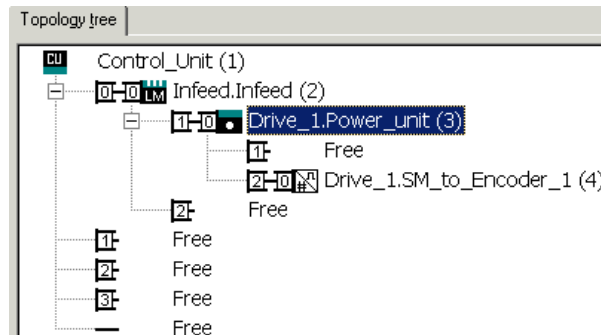 Topology tree
CU Control_Unit (1)
0 0 LM Infeed.Infeed (2)
1 0 Drive_1.Power_unit (3)
1 Free
2 0 # Drive_1.SM_to_Encoder_1 (4)
2 Free
1 Free
2 Free
3 Free
Free